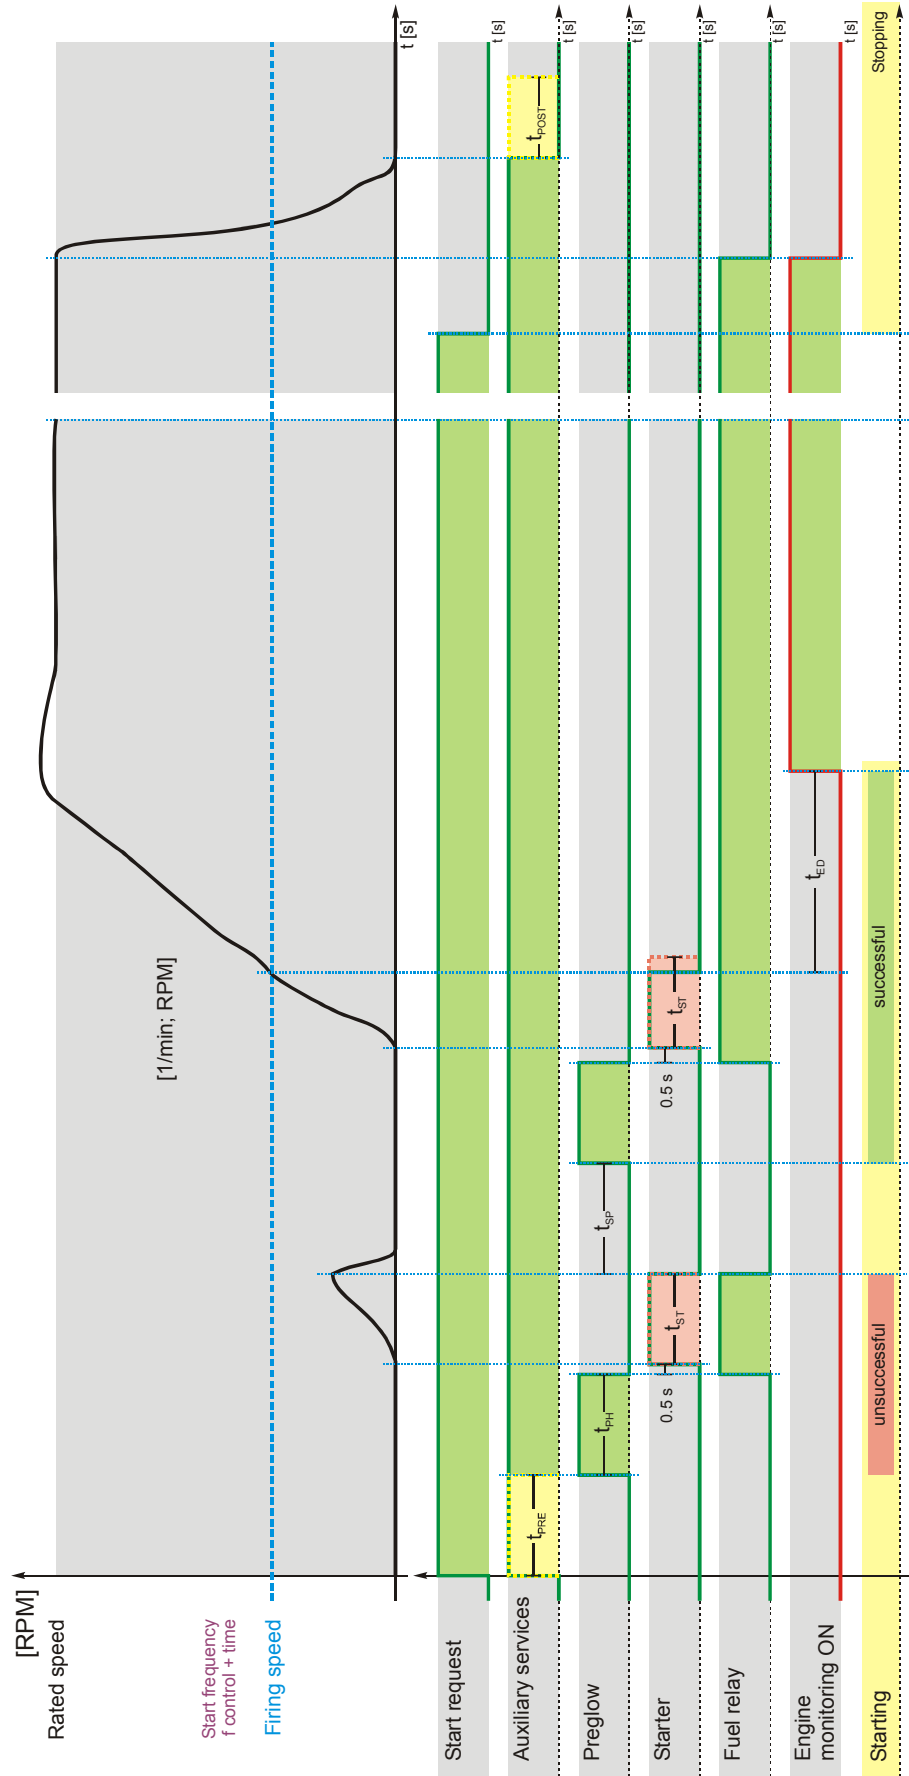 [RPM]
Rated speed
Start frequency
f control + time
Firing speed
[1/min; RPM]
t [s]
Start request
t [s]
Auxiliary services
tPRE
tPOST
t [s]
Preglow
tPH
tSP
t [s]
Starter
0.5 s
tST
0.5 s
tST
t [s]
Fuel relay
t [s]
Engine
monitoring ON
tED
t [s]
Starting
unsuccessful
successful
Stopping